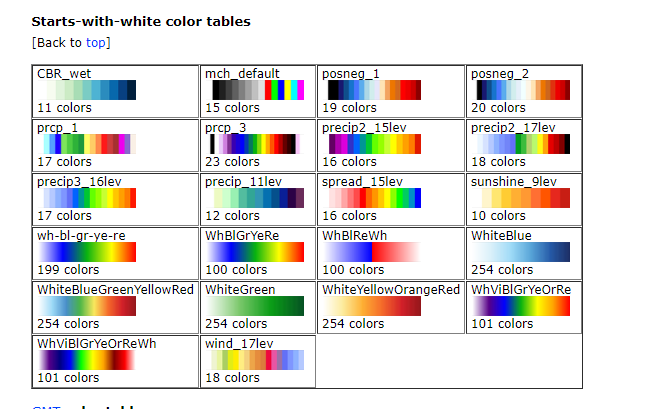 Starts-with-white color tables
[Back to top]
CBR_wet
11 colors
mch_default
15 colors
posneg_1
19 colors
posneg_2
20 colors
prcp_1
17 colors
prcp_3
23 colors
precip2_15lev
16 colors
precip2_17lev
18 colors
precip3_16lev
17 colors
precip_11lev
12 colors
spread_15lev
16 colors
sunshine_9lev
10 colors
wh-bl-gr-ye-re
199 colors
WhBlGrYeRe
100 colors
WhBlReWh
100 colors
WhiteBlue
254 colors
WhiteBlueGreenYellowRed
254 colors
WhiteGreen
254 colors
WhiteYellowOrangeRed
254 colors
WhViBlGrYeOrRe
101 colors
WhViBlGrYeOrReWh
101 colors
wind_17lev
18 colors